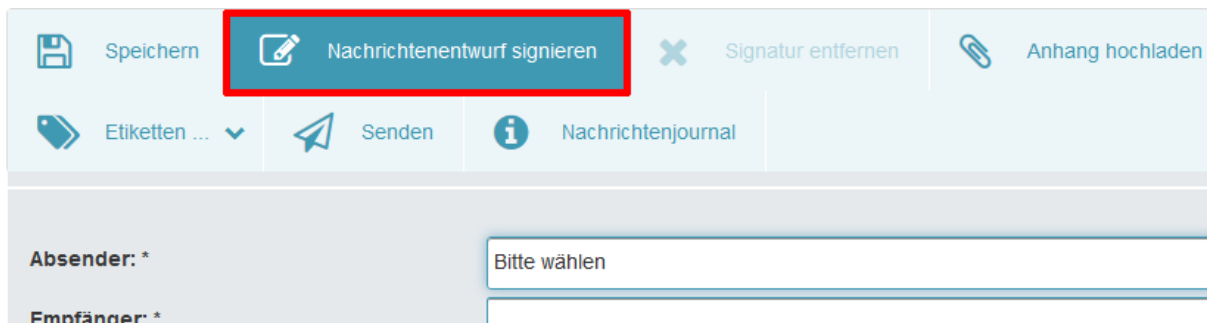 Speichern Nachrichtenentwurf signieren Signatur entfernen Anhang hochladen
Etiketten ... Senden Nachrichtenjournal
Absender: * Bitte wählen
Empfänger: *